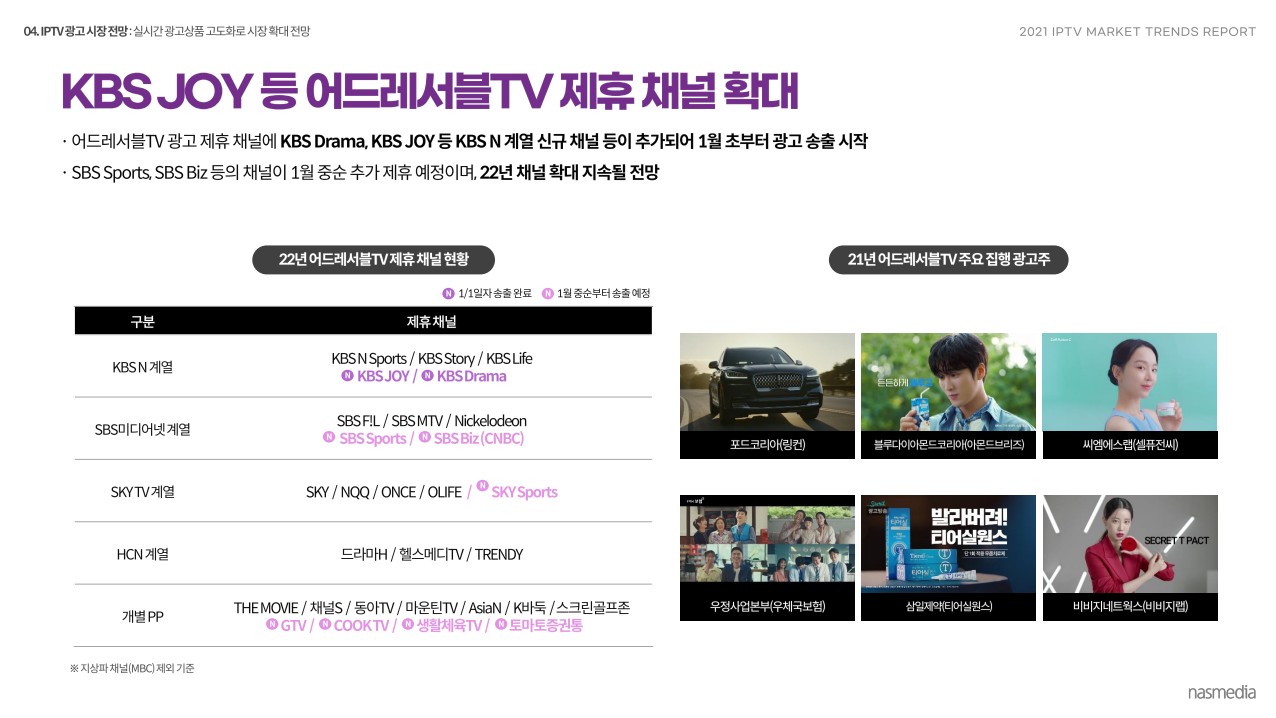 04. IPTV 광고 시장 전망 : 실시간 광고상품 고도화로 시장 확대 전망
2021 IPTV MARKET TRENDS REPORT
KBS JOY 등 어드레서블TV 제휴 채널 확대
· 어드레서블TV 광고 제휴 채널에 KBS Drama, KBS JOY 등 KBS N 계열 신규 채널 등이 추가되어 1월 초부터 광고 송출 시작
· SBS Sports, SBS Biz 등의 채널이 1월 중순 추가 제휴 예정이며, 22년 채널 확대 지속될 전망
22년 어드레서블TV 제휴 채널 현황
N 1/1일자 송출 완료 N 1월 중순부터 송출 예정
구분 제휴 채널
KBS N 계열
KBS N Sports / KBS Story / KBS Life
N KBS JOY / N KBS Drama
SBS미디어넷 계열
SBS F!L / SBS MTV / Nickelodeon
N SBS Sports / N SBS Biz (CNBC)
SKY TV 계열
SKY / NQQ / ONCE / OLIFE / N SKY Sports
HCN 계열
드라마H / 헬스메디TV / TRENDY
개별 PP
THE MOVIE / 채널S / 동아TV / 마운틴TV / AsiaN / K바둑 / 스크린골프존
N GTV / N COOK TV / N 생활체육TV / N 토마토증권통
※ 지상파 채널(MBC) 제외 기준
21년 어드레서블TV 주요 집행 광고주
든든하게
포드코리아(링컨)
블루다이아몬드코리아(아몬드브리즈)
씨엠에스랩(셀퓨전씨)
발라버려!
티어실원스
단 1회 적용 무좀치료제
티어실
SECRET T PACT
우정사업본부(우체국보험)
삼일제약(티어실원스)
비비지네트웍스(비비지랩)
nasmedia